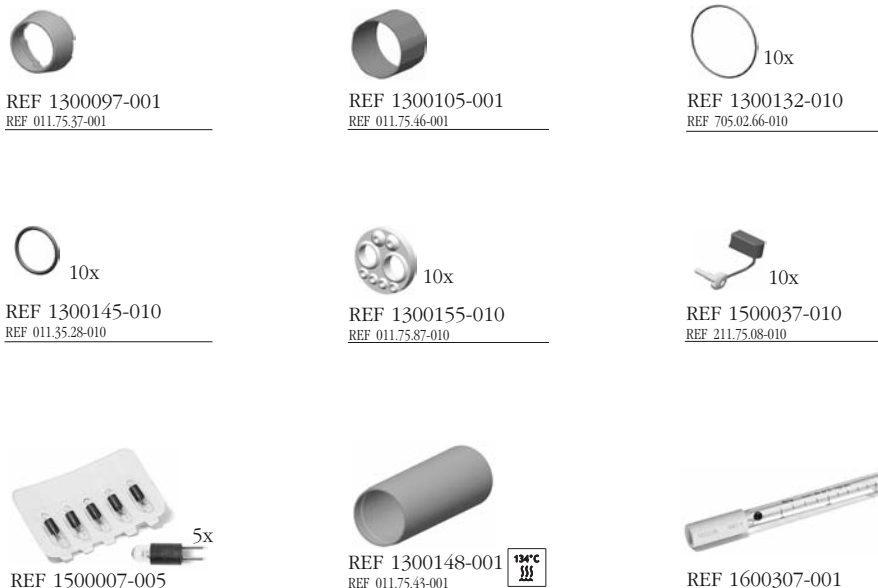 10x
REF 1300097-001
REF 011.75.37-001
REF 1300105-001
REF 011.75.46-001
REF 1300132-010
REF 705.02.66-010
10x
REF 1300145-010
REF 011.35.28-010
10x
REF 1300155-010
REF 011.75.87-010
10x
REF 1500037-010
REF 211.75.08-010
5x
REF 1500007-005
REF 1300148-001
REF 011.75.43-001
134°C
REF 1600307-001